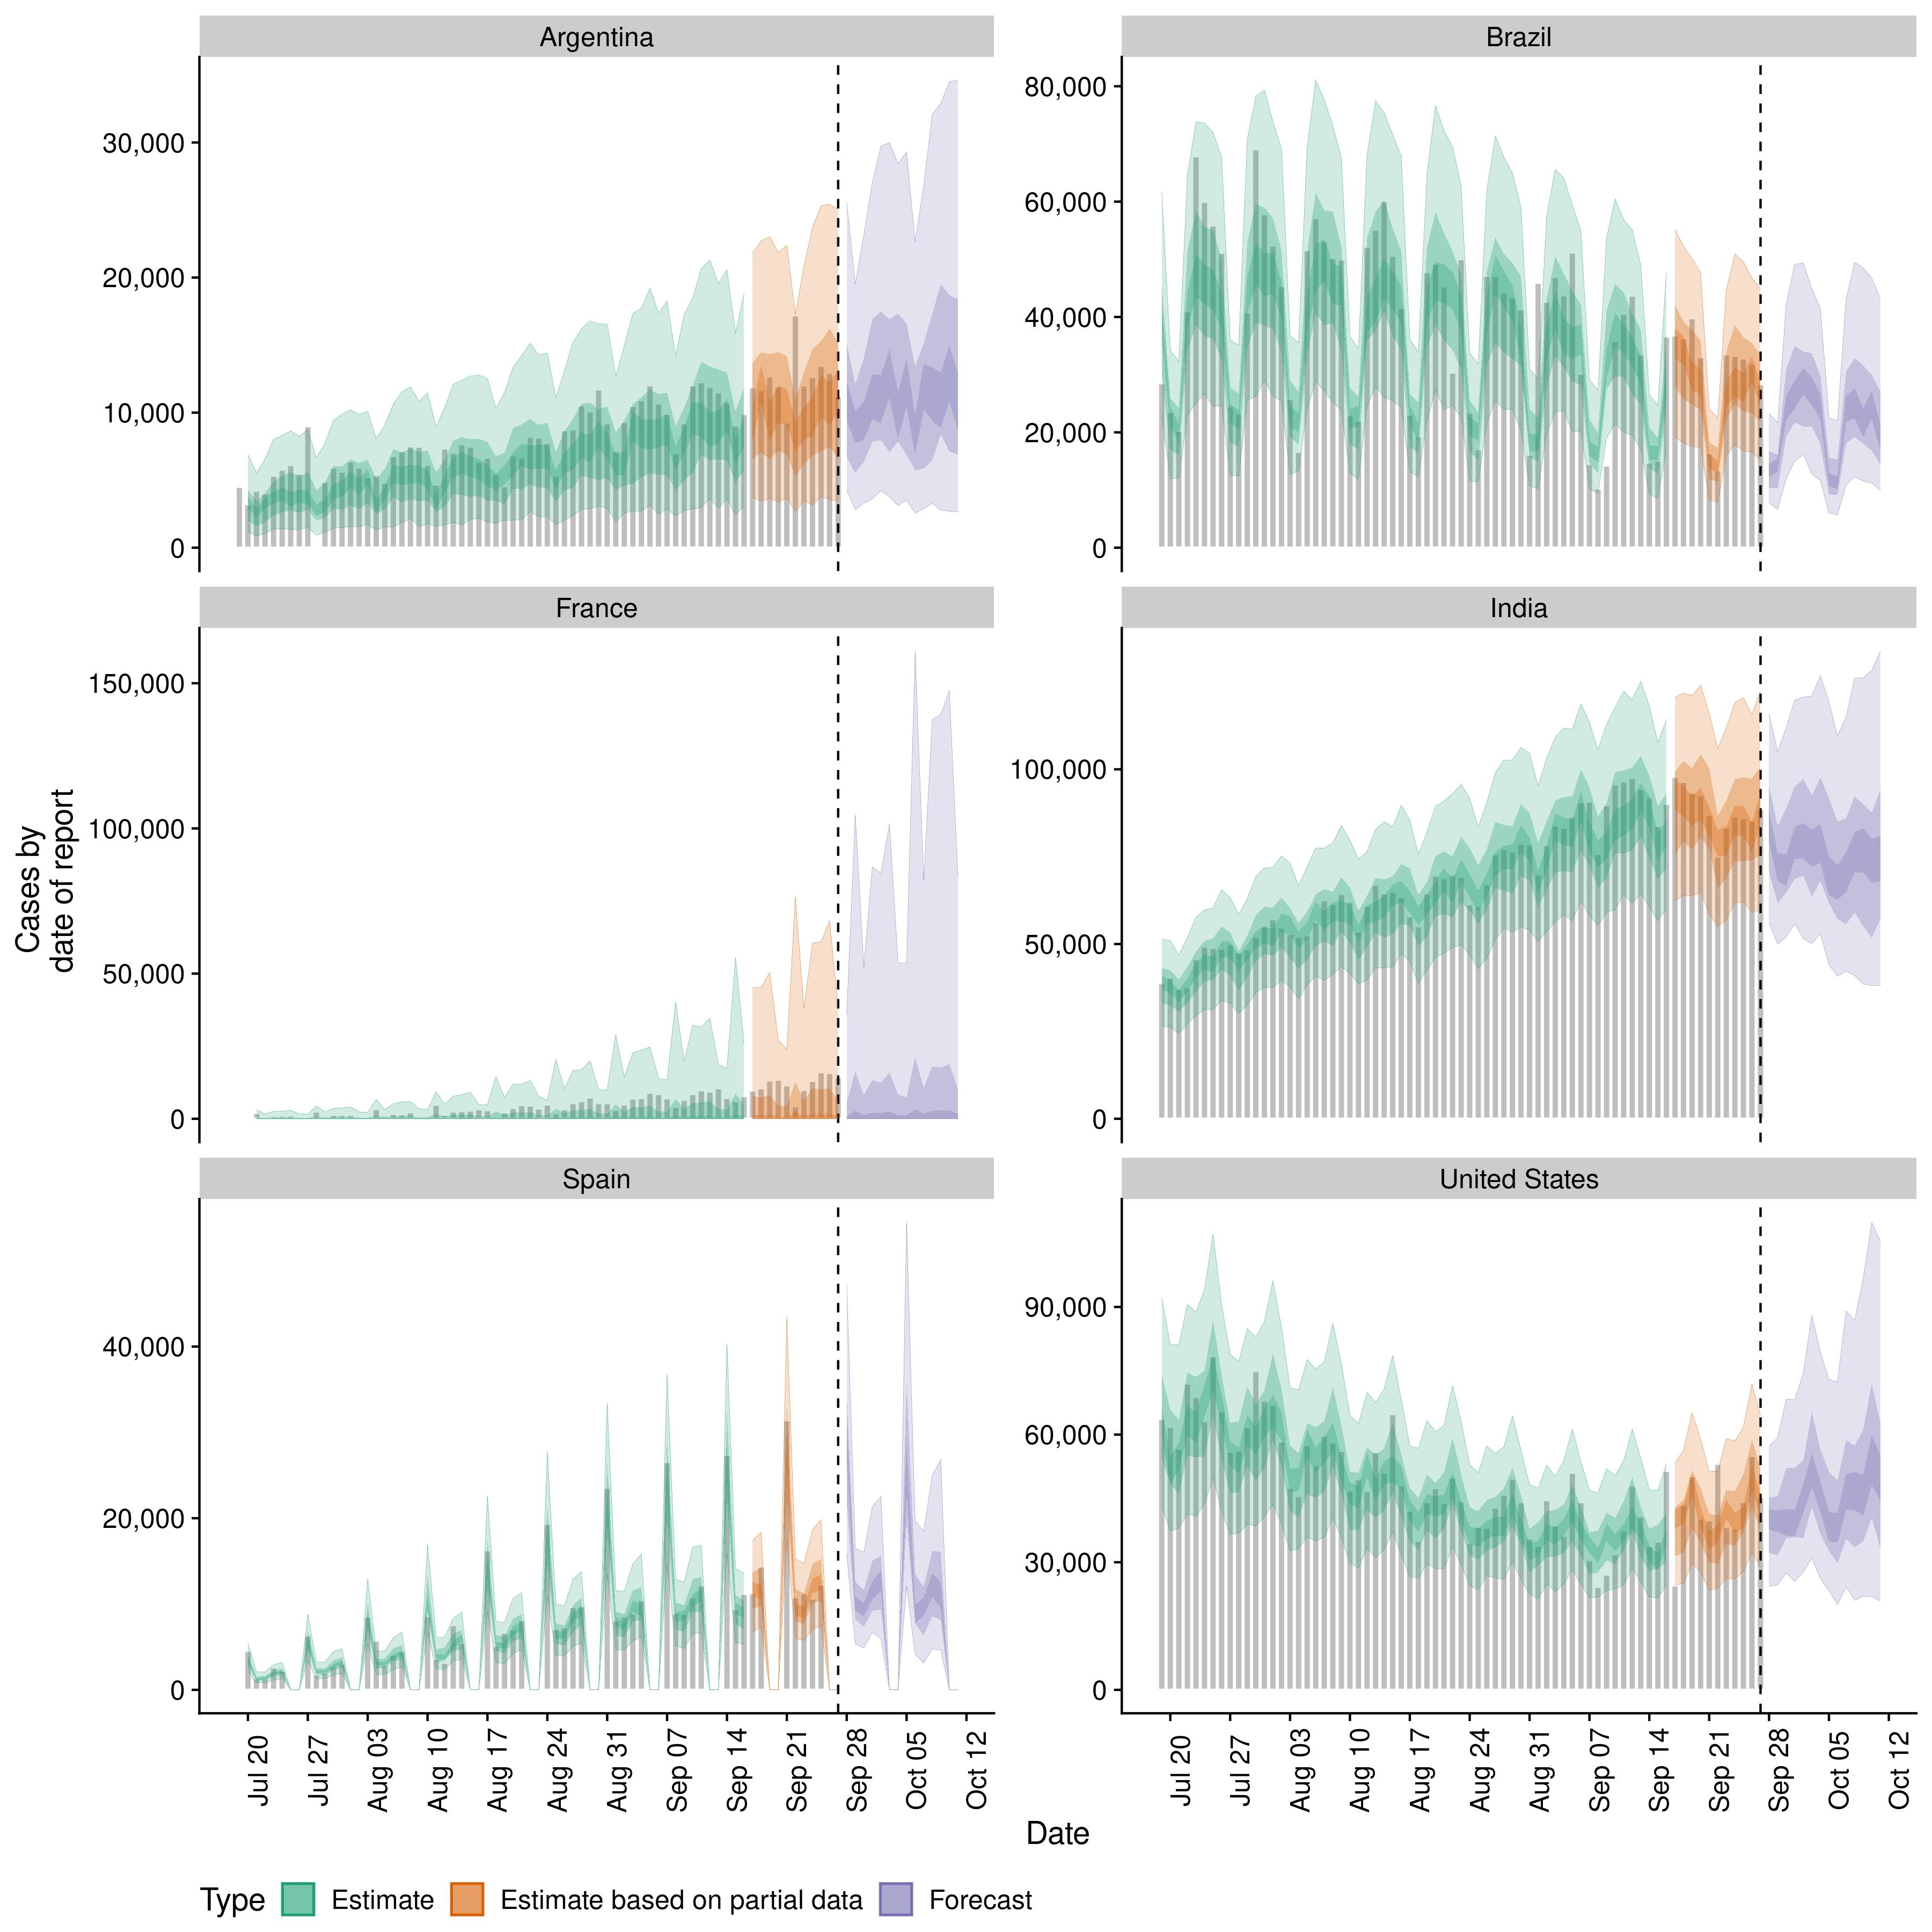 Argentina
Brazil
30,000
20,000
10,000
0
80,000
60,000
40,000
20,000
0
France
India
150,000
100,000
50,000
0
100,000
50,000
0
Cases by
date of report
Spain
United States
40,000
20,000
0
90,000
60,000
30,000
0
Jul 20
Jul 27
Aug 03
Aug 10
Aug 17
Aug 24
Aug 31
Sep 07
Sep 14
Sep 21
Sep 28
Oct 05
Oct 12
Jul 20
Jul 27
Aug 03
Aug 10
Aug 17
Aug 24
Aug 31
Sep 07
Sep 14
Sep 21
Sep 28
Oct 05
Oct 12
Date
Type Estimate Estimate based on partial data Forecast